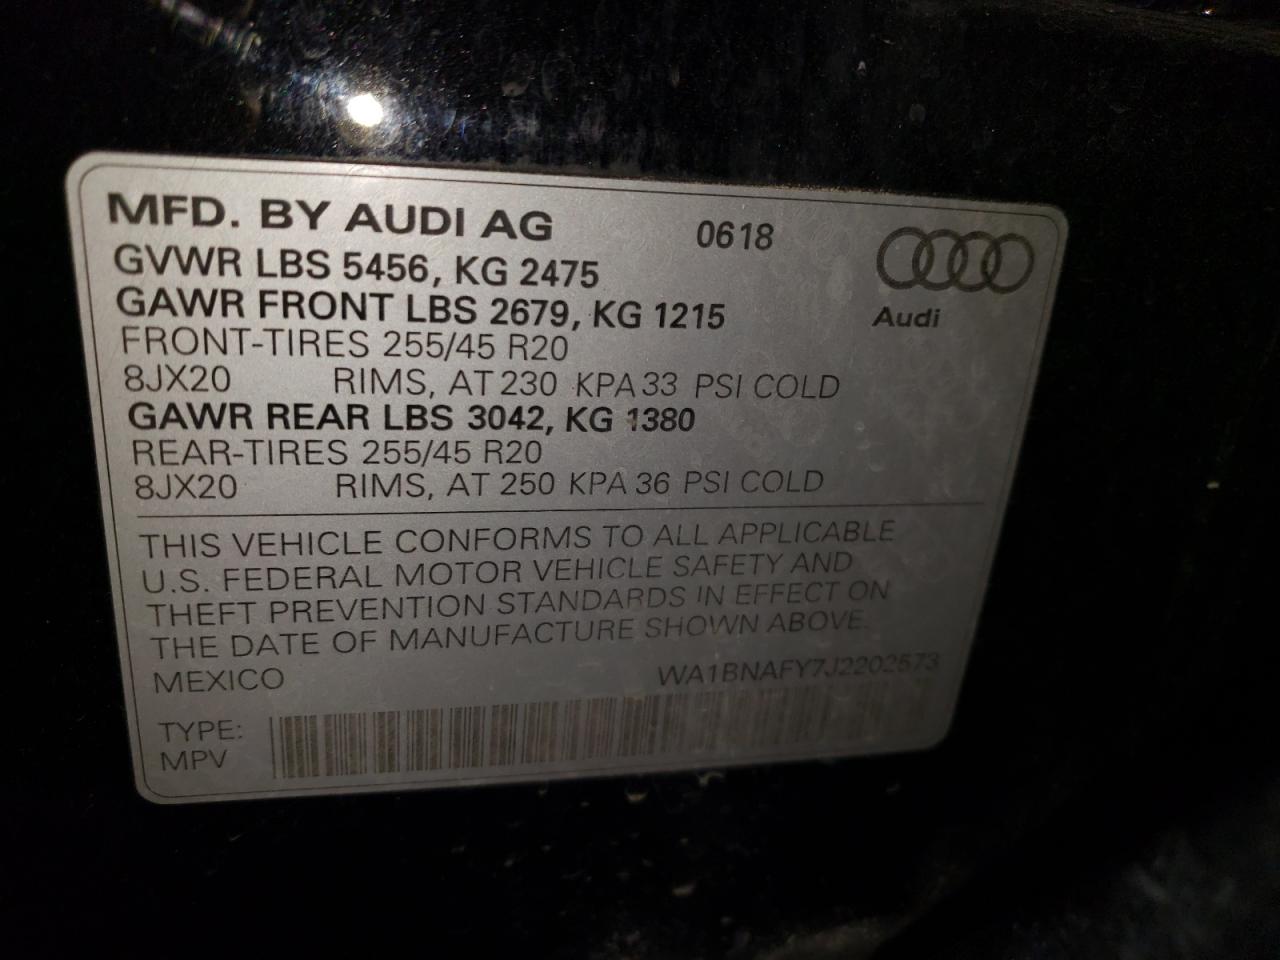 MFD. BY AUDI AG 0618
GVWR LBS 5456, KG 2475
GAWR FRONT LBS 2679, KG 1215
Audi
FRONT-TIRES 255/45 R20
8JX20 RIMS, AT 230 KPA 33 PSI COLD
GAWR REAR LBS 3042, KG 1380
REAR-TIRES 255/45 R20
8JX20 RIMS, AT 250 KPA 36 PSI COLD
THIS VEHICLE CONFORMS TO ALL APPLICABLE
U.S. FEDERAL MOTOR VEHICLE SAFETY AND
THEFT PREVENTION STANDARDS IN EFFECT ON
THE DATE OF MANUFACTURE SHOWN ABOVE.
MEXICO WA1BNAFY7J2202573
TYPE:
MPV